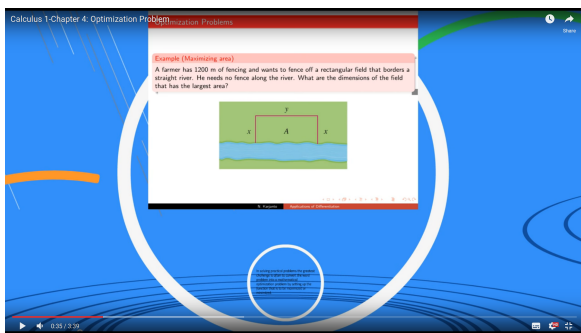 Calculus 1-Chapter 4: Optimization Problem
Optimization Problems
Share
Example (Maximizing area)
A farmer has 1200 m of fencing and wants to fence off a rectangular field that borders a
straight river. He needs no fence along the river. What are the dimensions of the field
that has the largest area?
y
x A x
Applications of Differentiation
0:35 / 3:39